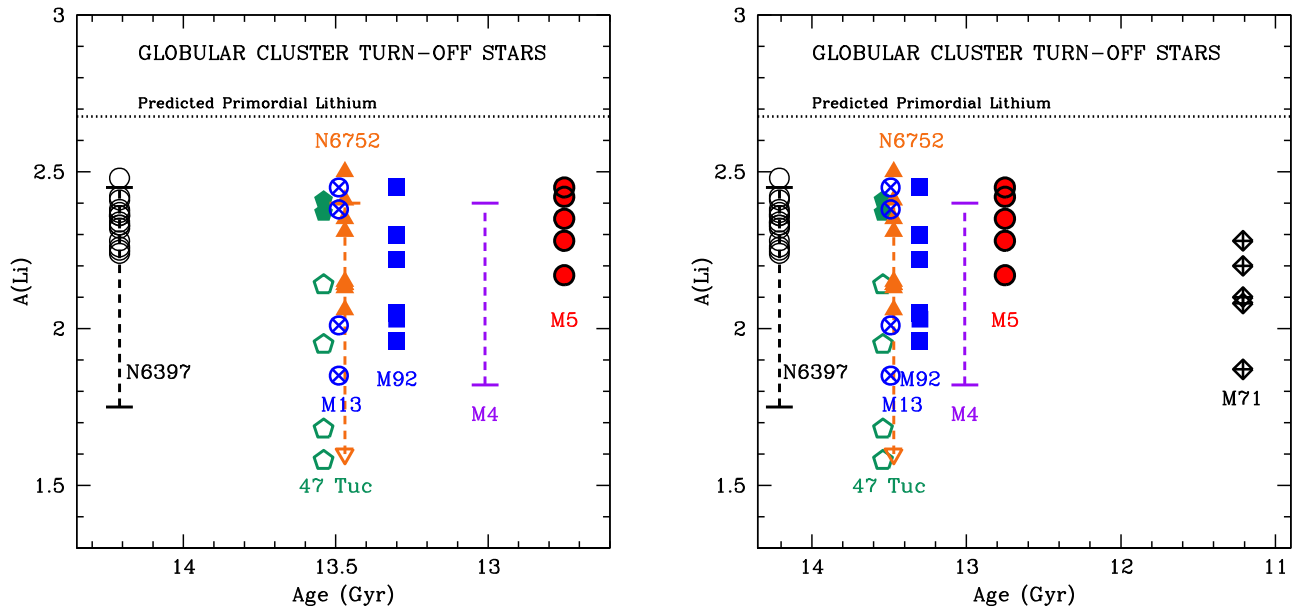 GLOBULAR CLUSTER TURN-OFF STARS
Predicted Primordial Lithium
N6752
N6397
M13
M92
M4
M5
47 Tuc
3
2.5
2
1.5
A(Li)
14
13.5
13
Age (Gyr)
GLOBULAR CLUSTER TURN-OFF STARS
Predicted Primordial Lithium
N6752
N6397
M92
M13
M4
M5
M71
47 Tuc
3
2.5
2
1.5
A(Li)
14
13
12
11
Age (Gyr)